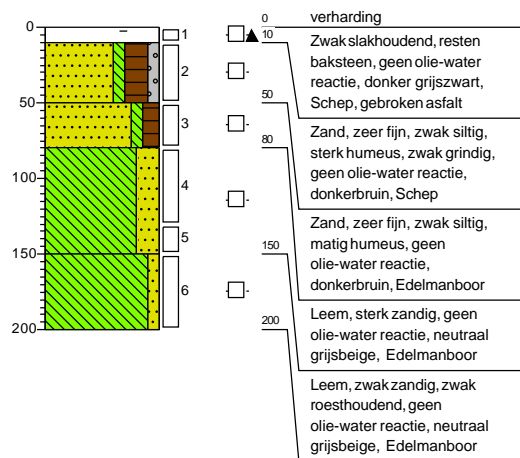 0
50
100
150
200
1
2
3
4
5
6
0
verharding
10
Zwak slakhoudend, resten
baksteen, geen olie-water
reactie, donker grijszwart,
Schep, gebroken asfalt
50
Zand, zeer fijn, zwak siltig,
sterk humeus, zwak grindig,
geen olie-water reactie,
donkerbruin, Schep
80
Zand, zeer fijn, zwak siltig,
matig humeus, geen
olie-water reactie,
donkerbruin, Edelmanboor
150
Leem, sterk zandig, geen
olie-water reactie, neutraal
grijsbeige, Edelmanboor
200
Leem, zwak zandig, zwak
roesthoudend, geen
olie-water reactie, neutraal
grijsbeige, Edelmanboor